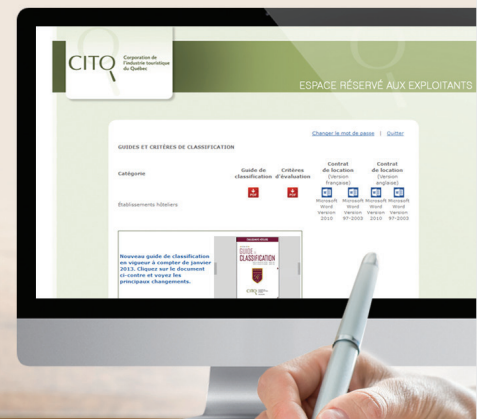 CITQ
Corporation de
l'industrie touristique
du Québec
ESPACE RÉSERVÉ AUX EXPLOITANTS
Changer le mot de passe | Quitter
GUIDES ET CRITÈRES DE CLASSIFICATION
Catégorie
Guide de
classification
PDF
Critères
d'évaluation
PDF
Contrat
de location
(Version
française)
Microsoft
Word
Version
2010
Microsoft
Word
Version
97-2003
Contrat
de location
(Version
anglaise)
Microsoft
Word
Version
2010
Microsoft
Word
Version
97-2003
Établissements hôteliers
Nouveau guide de classification
en vigueur à compter de janvier
2013. Cliquez sur le document
ci-contre et voyez les
principaux changements.
GUIDE DE
CLASSIFICATION
CITQ